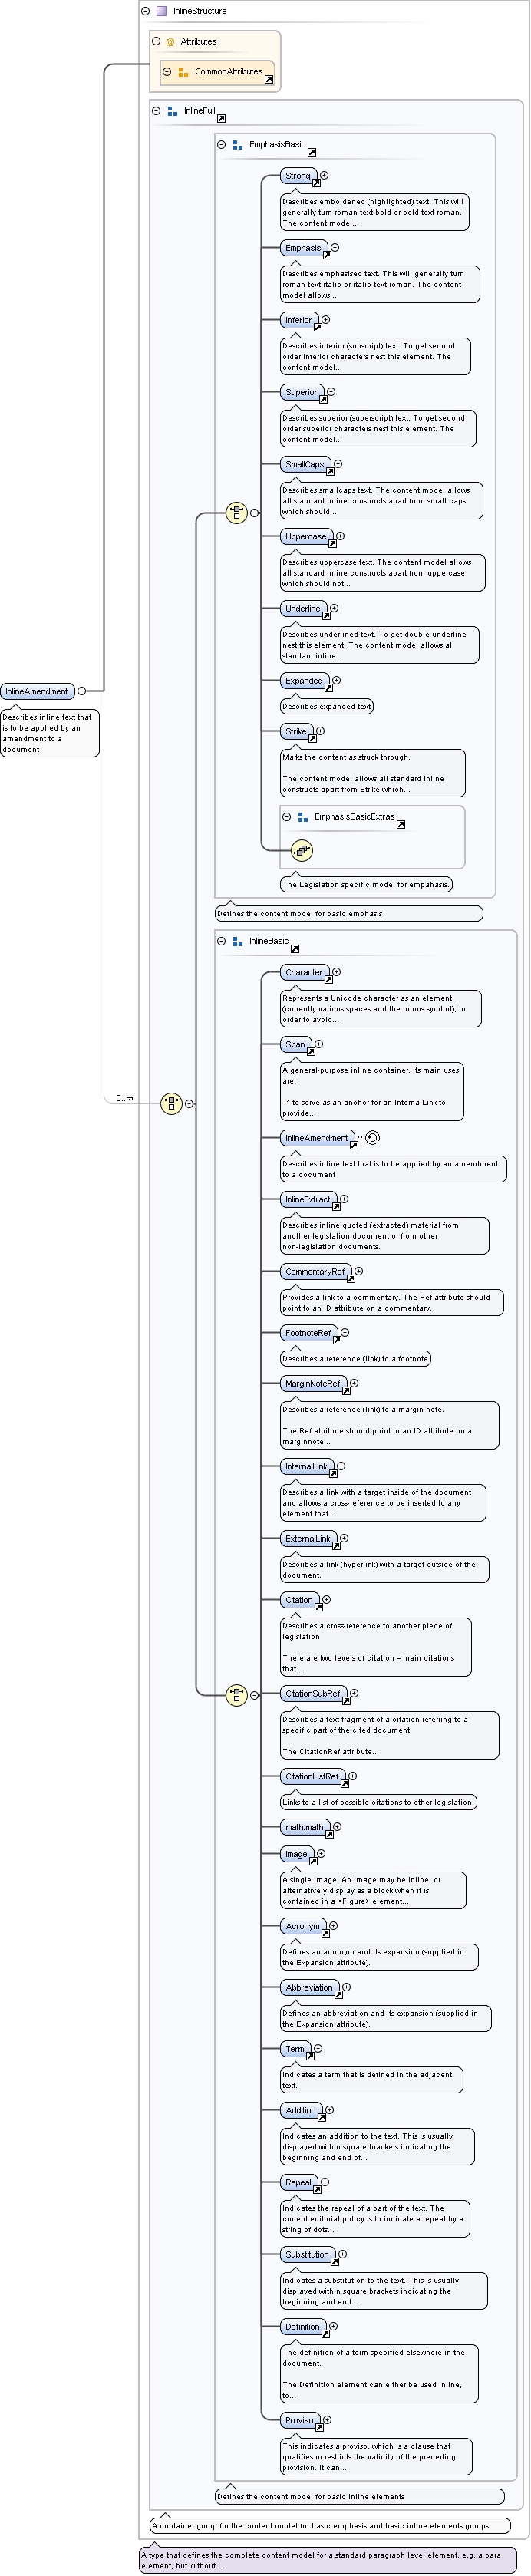 InlineStructure
Attributes
CommonAttributes
InlineFull
EmphasisBasic
Strong
Describes emboldened (highlighted) text. This will
generally turn roman text bold or bold text roman.
The content model...
Emphasis
Describes emphasised text. This will generally turn
roman text italic or italic text roman. The content
model allows...
Inferior
Describes inferior (subscript) text. To get second
order inferior characters nest this element. The
content model...
Superior
Describes superior (superscript) text. To get second
order superior characters nest this element. The
content model...
SmallCaps
Describes smallcaps text. The content model allows
all standard inline constructs apart from small caps
which should...
Uppercase
Describes uppercase text. The content model allows
all standard inline constructs apart from uppercase
which should not...
Underline
Describes underlined text. To get double underline
nest this element. The content model allows all
standard inline...
Expanded
Describes expanded text
InlineAmendment
Describes inline text that
is to be applied by an
amendment to a
document
Strike
Marks the content as struck through.
The content model allows all standard inline
constructs apart from Strike which...
EmphasisBasicExtras
The Legislation specific model for empahasis.
Defines the content model for basic emphasis
InlineBasic
Character
Represents a Unicode character as an element
(currently various spaces and the minus symbol), in
order to avoid...
Span
A general-purpose inline container. Its main uses
are:
* to serve as an anchor for an InternalLink to
provide...
0..∞
InlineAmendment
Describes inline text that is to be applied by an amendment
to a document
InlineExtract
Describes inline quoted (extracted) material from
another legislation document or from other
non-legislation documents.
CommentaryRef
Provides a link to a commentary. The Ref attribute should
point to an ID attribute on a commentary.
FootnoteRef
Describes a reference (link) to a footnote
MarginNoteRef
Describes a reference (link) to a margin note.
The Ref attribute should point to an ID attribute on a
marginnote...
InternalLink
Describes a link with a target inside of the document
and allows a cross-reference to be inserted to any
element that...
ExternalLink
Describes a link (hyperlink) with a target outside of the
document.
Citation
Describes a cross-reference to another piece of
legislation
There are two levels of citation – main citations
that...
CitationSubRef
Describes a text fragment of a citation referring to a
specific part of the cited document.
The CitationRef attribute...
CitationListRef
Links to a list of possible citations to other legislation.
math:math
Image
A single image. An image may be inline, or
alternatively display as a block when it is
contained in a <Figure> element...
Acronym
Defines an acronym and its expansion (supplied in
the Expansion attribute).
Abbreviation
Defines an abbreviation and its expansion (supplied in
the Expansion attribute).
Term
Indicates a term that is defined in the adjacent
text.
Addition
Indicates an addition to the text. This is usually
displayed within square brackets indicating the
beginning and end of...
Repeal
Indicates the repeal of a part of the text. The
current editorial policy is to indicate a repeal by a
string of dots...
Substitution
Indicates a substitution to the text. This is usually
displayed within square brackets indicating the
beginning and end...
Definition
The definition of a term specified elsewhere in the
document.
The Definition element can either be used inline,
to...
Proviso
This indicates a proviso, which is a clause that
qualifies or restricts the validity of the preceding
provision. It can...
Defines the content model for basic inline elements
A container group for the content model for basic emphasis and basic inline elements groups
A type that defines the complete content model for a standard paragraph level element, e.g. a para
element, but without...